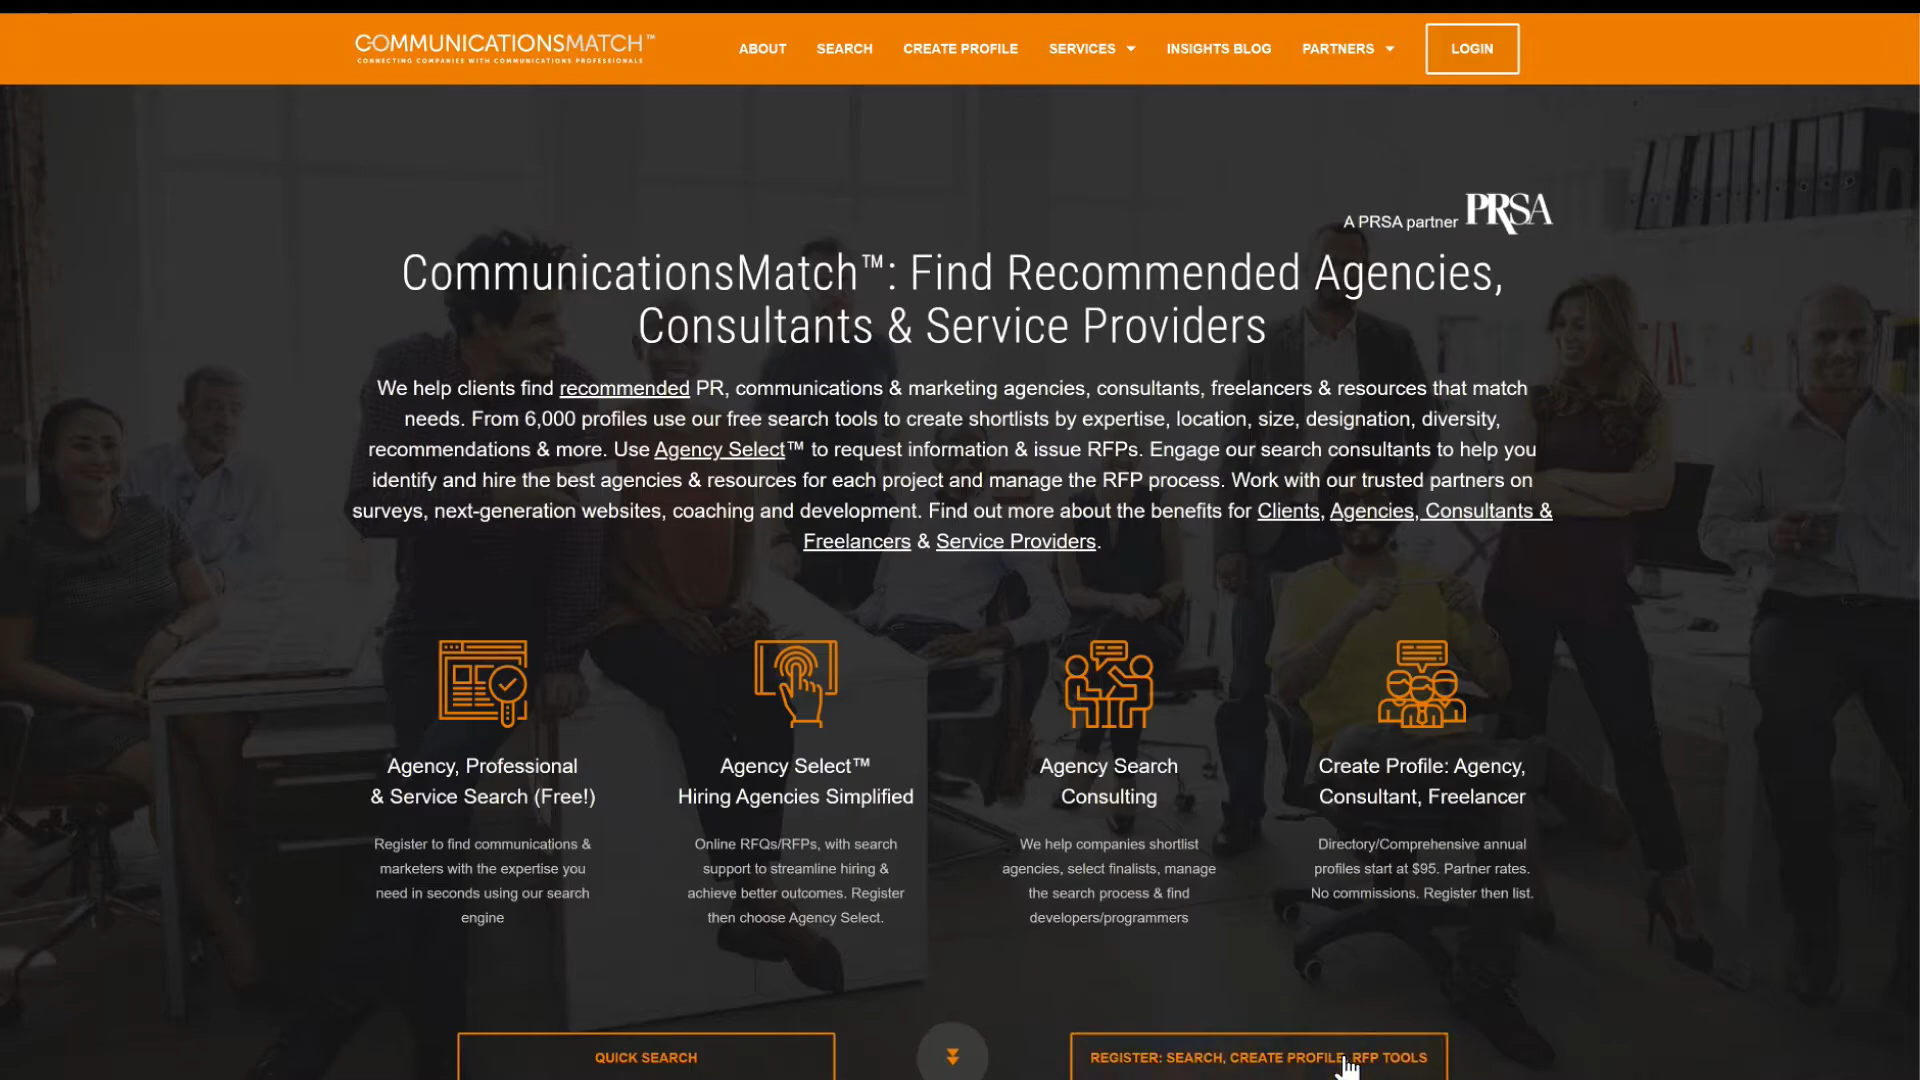 COMMUNICATIONSMATCH™
CONNECTING COMPANIES WITH COMMUNICATIONS PROFESSIONALS
ABOUT SEARCH CREATE PROFILE SERVICES INSIGHTS BLOG PARTNERS LOGIN
A PRSA partner PRSA
CommunicationsMatch™: Find Recommended Agencies,
Consultants & Service Providers
We help clients find recommended PR, communications & marketing agencies, consultants, freelancers & resources that match
needs. From 6,000 profiles use our free search tools to create shortlists by expertise, location, size, designation, diversity,
recommendations & more. Use Agency Select™ to request information & issue RFPs. Engage our search consultants to help you
identify and hire the best agencies & resources for each project and manage the RFP process. Work with our trusted partners on
surveys, next-generation websites, coaching and development. Find out more about the benefits for Clients, Agencies, Consultants &
Freelancers & Service Providers.
Agency, Professional
& Service Search (Free!)
Register to find communications &
marketers with the expertise you
need in seconds using our search
engine
Agency Select™
Hiring Agencies Simplified
Online RFQs/RFPs, with search
support to streamline hiring &
achieve better outcomes. Register
then choose Agency Select.
Agency Search
Consulting
We help companies shortlist
agencies, select finalists, manage
the search process & find
developers/programmers
Create Profile: Agency,
Consultant, Freelancer
Directory/Comprehensive annual
profiles start at $95. Partner rates.
No commissions. Register then list.
QUICK SEARCH
REGISTER: SEARCH, CREATE PROFILE, RFP TOOLS